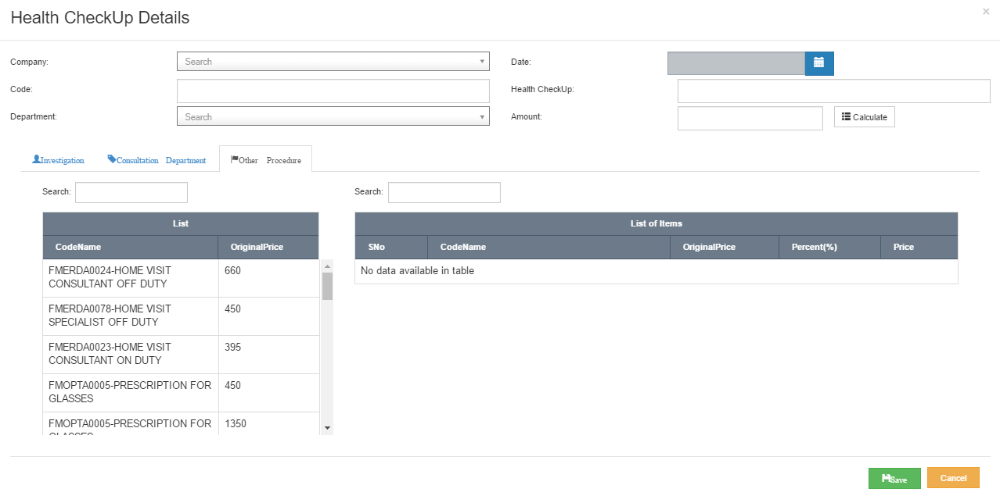 Health CheckUp Details
×
Company:
Search
Date:
Code:
Health CheckUp:
Department:
Search
Amount:
Calculate
Investigation
Consultation Department
Other Procedure
Search:
Search:
List
CodeName
OriginalPrice
FMERDA0024-HOME VISIT
CONSULTANT OFF DUTY
660
FMERDA0078-HOME VISIT
SPECIALIST OFF DUTY
450
FMERDA0023-HOME VISIT
CONSULTANT ON DUTY
395
FMOPTA0005-PRESCRIPTION FOR
GLASSES
450
FMOPTA0005-PRESCRIPTION FOR
GLASSES
1350
List of Items
SNo
CodeName
OriginalPrice
Percent(%)
Price
No data available in table
Save
Cancel